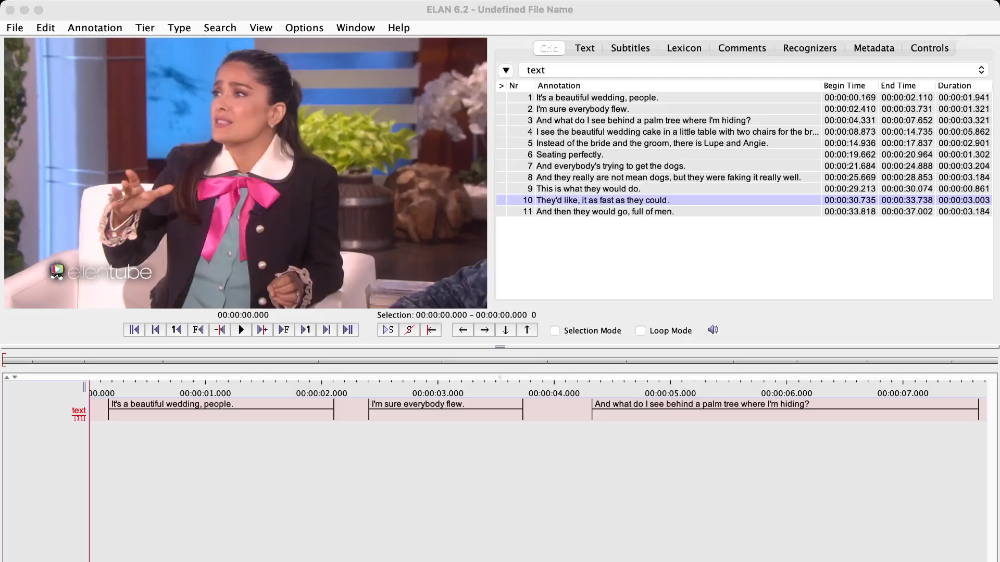 ELAN 6.2 - Undefined File Name
File Edit Annotation Tier Type Search View Options Window Help
ellentube
Grid Text Subtitles Lexicon Comments Recognizers Metadata Controls
text
> Nr Annotation Begin Time End Time Duration
1 It's a beautiful wedding, people. 00:00:00.169 00:00:02.110 00:00:01.941
2 I'm sure everybody flew. 00:00:02.410 00:00:03.731 00:00:01.321
3 And what do I see behind a palm tree where I'm hiding? 00:00:04.331 00:00:07.652 00:00:03.321
4 I see the beautiful wedding cake in a little table with two chairs for the br... 00:00:08.873 00:00:14.735 00:00:05.862
5 Instead of the bride and the groom, there is Lupe and Angie. 00:00:14.936 00:00:17.837 00:00:02.901
6 Seating perfectly. 00:00:19.662 00:00:20.964 00:00:01.302
7 And everybody's trying to get the dogs. 00:00:21.684 00:00:24.888 00:00:03.204
8 And they really are not mean dogs, but they were faking it really well. 00:00:25.669 00:00:28.853 00:00:03.184
9 This is what they would do. 00:00:29.213 00:00:30.074 00:00:00.861
10 They'd like, it as fast as they could. 00:00:30.735 00:00:33.738 00:00:03.003
11 And then they would go, full of men. 00:00:33.818 00:00:37.002 00:00:03.184
00:00:00.000 Selection: 00:00:00.000 - 00:00:00.000 0
1 F F 1 S S Selection Mode Loop Mode
00.000 00:00:01.000 00:00:02.000 00:00:03.000 00:00:04.000 00:00:05.000 00:00:06.000 00:00:07.000
It's a beautiful wedding, people. I'm sure everybody flew. And what do I see behind a palm tree where I'm hiding?
text
[11]